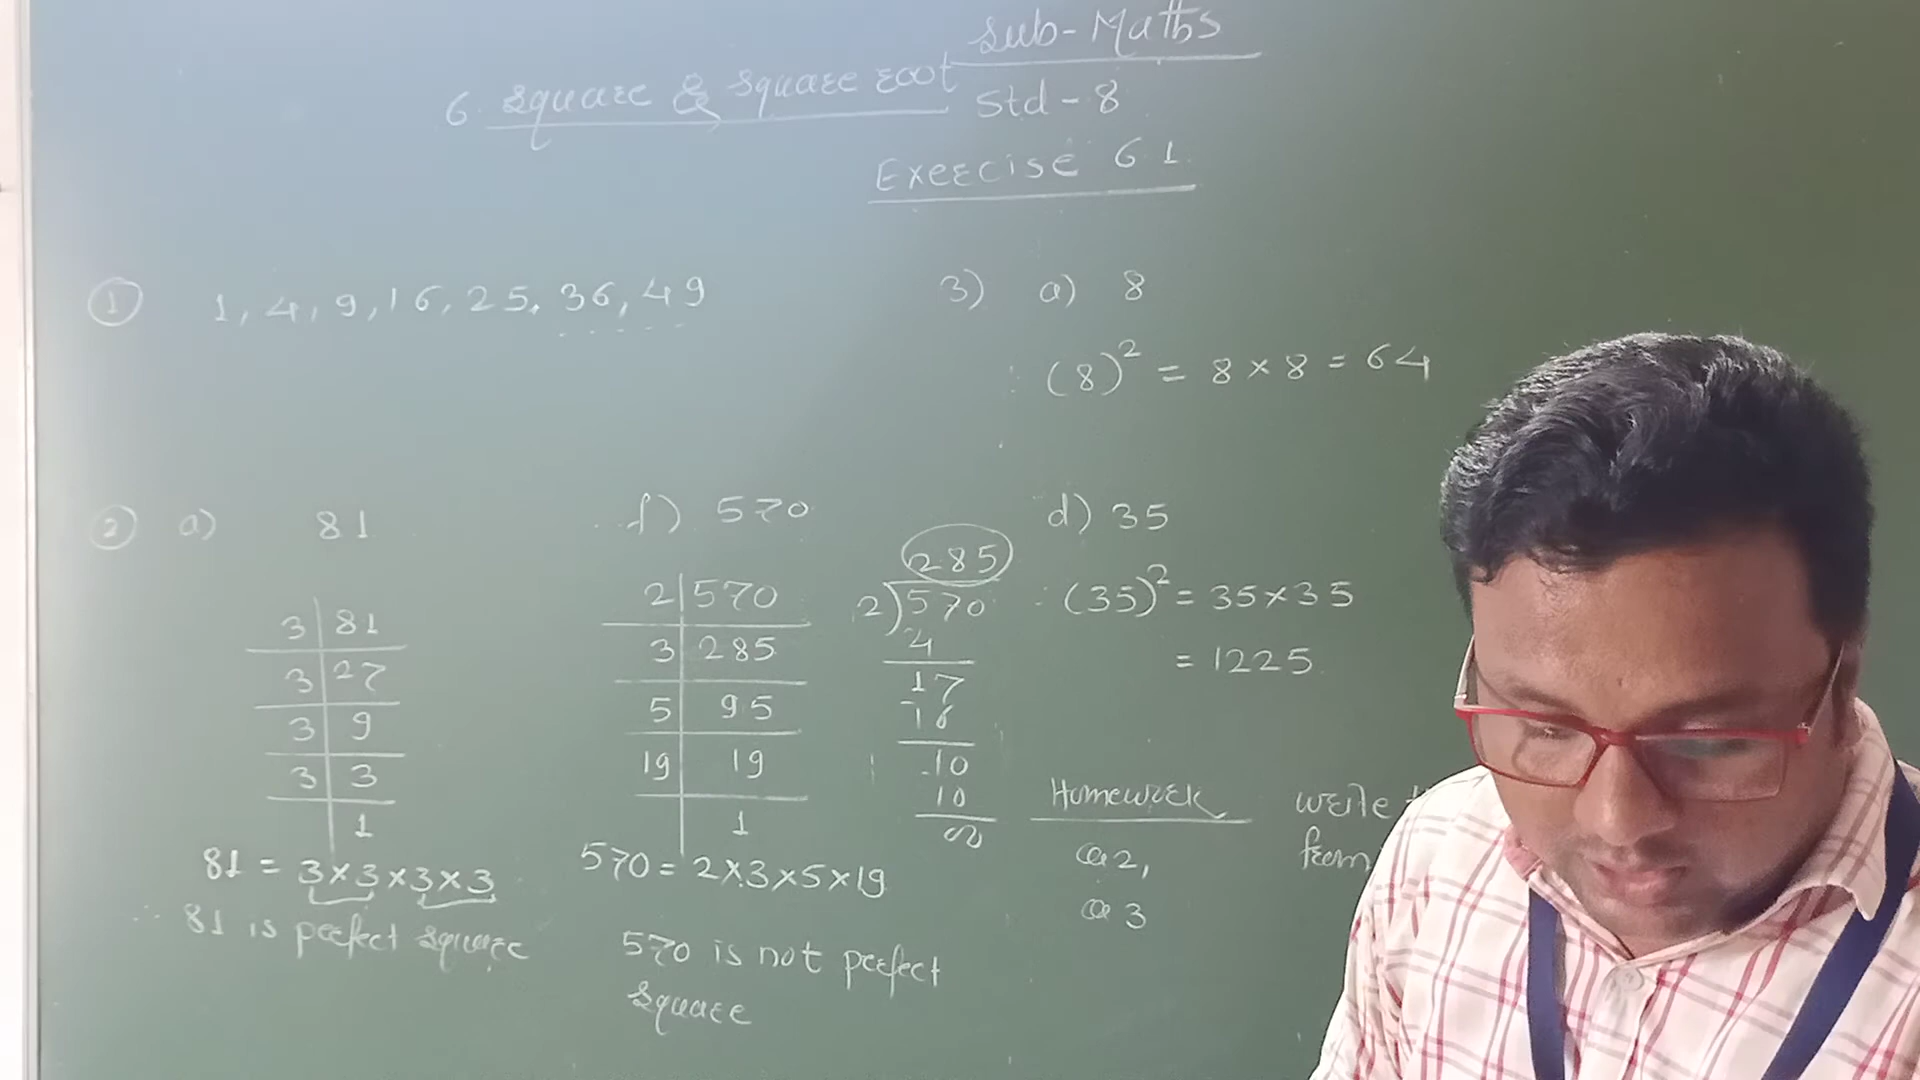 Sub-Maths
6. Square & Square root
Std - 8
Exercise 6.1
1 1, 4, 9, 16, 25, 36, 49
2 a) 81
3 | 81
3 | 27
3 | 9
3 | 3
1
81 = 3 × 3 × 3 × 3
∴ 81 is perfect square
f) 570
2 | 570
3 | 285
5 | 95
19 | 19
1
570 = 2 × 3 × 5 × 19
570 is not perfect
square
285
2) 570
4
17
-16
10
10
00
3) a) 8
(8)² = 8 × 8 = 64
d) 35
(35)² = 35 × 35
= 1225
Homework
Q 2,
Q 3
write
from